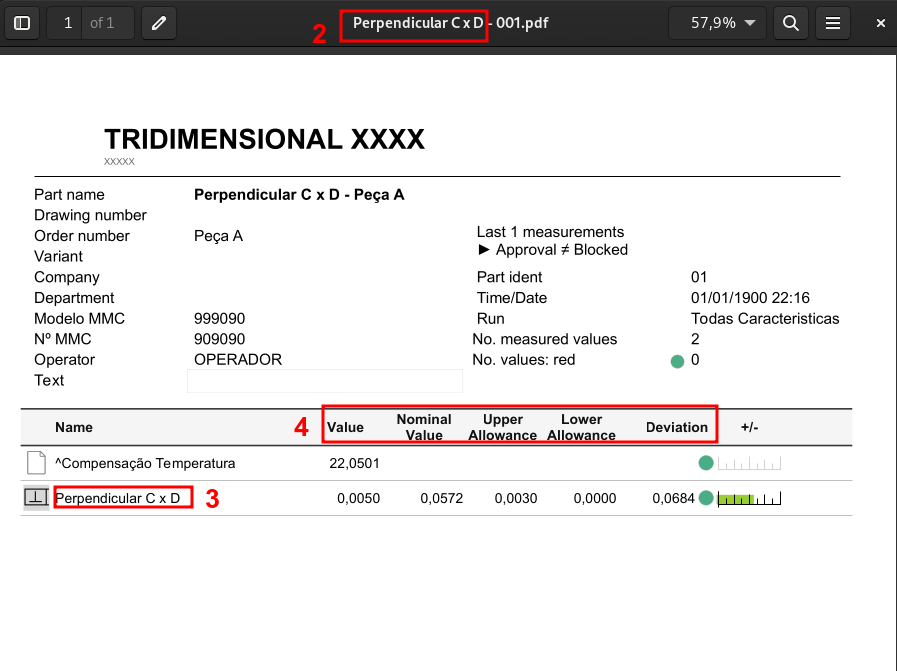 1 of 1 2 Perpendicular C x D - 001.pdf 57,9%
TRIDIMENSIONAL XXXX
XXXXX
Part name Perpendicular C x D - Peça A
Drawing number
Order number Peça A Last 1 measurements
Variant ► Approval ≠ Blocked
Company Part ident 01
Department Time/Date 01/01/1900 22:16
Modelo MMC 999090 Run Todas Caracteristicas
Nº MMC 909090 No. measured values 2
Operator OPERADOR No. values: red 0
Text
Name 4 Value Nominal Value Upper Allowance Lower Allowance Deviation +/-
^Compensação Temperatura 22,0501
Perpendicular C x D 3 0,0050 0,0572 0,0030 0,0000 0,0684